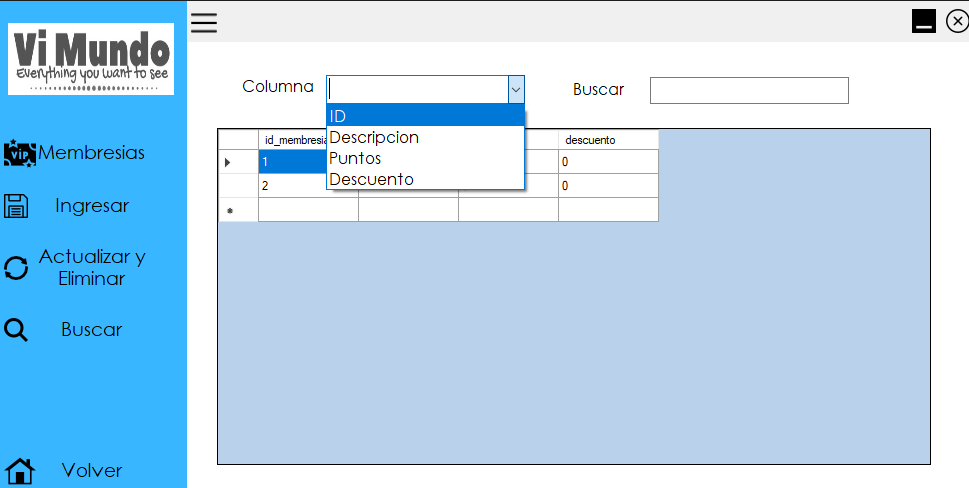 Vi Mundo
Everything you want to see
VIP
Membresias
Ingresar
Actualizar y
Eliminar
Buscar
Volver
Columna
Buscar
ID
Descripcion
Puntos
Descuento
id_membresia descuento
1 0
2 0